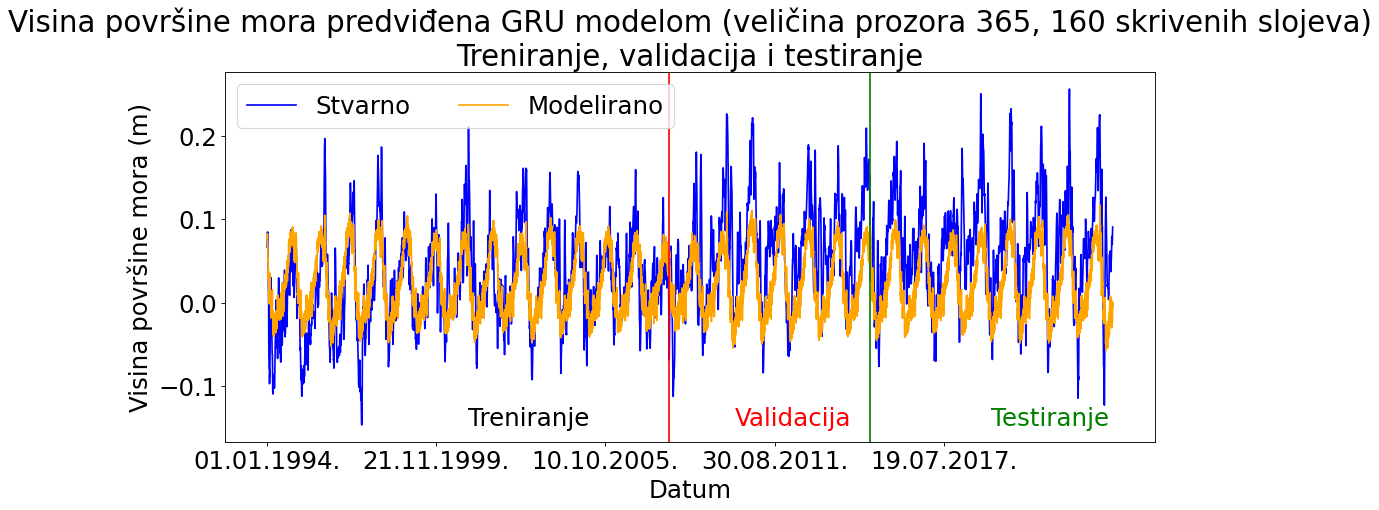 Visina površine mora predviđena GRU modelom (veličina prozora 365, 160 skrivenih slojeva)
Treniranje, validacija i testiranje
Stvarno
Modelirano
Visina površine mora (m)
0.2
0.1
0.0
−0.1
Treniranje
Validacija
Testiranje
01.01.1994.
21.11.1999.
10.10.2005.
30.08.2011.
19.07.2017.
Datum